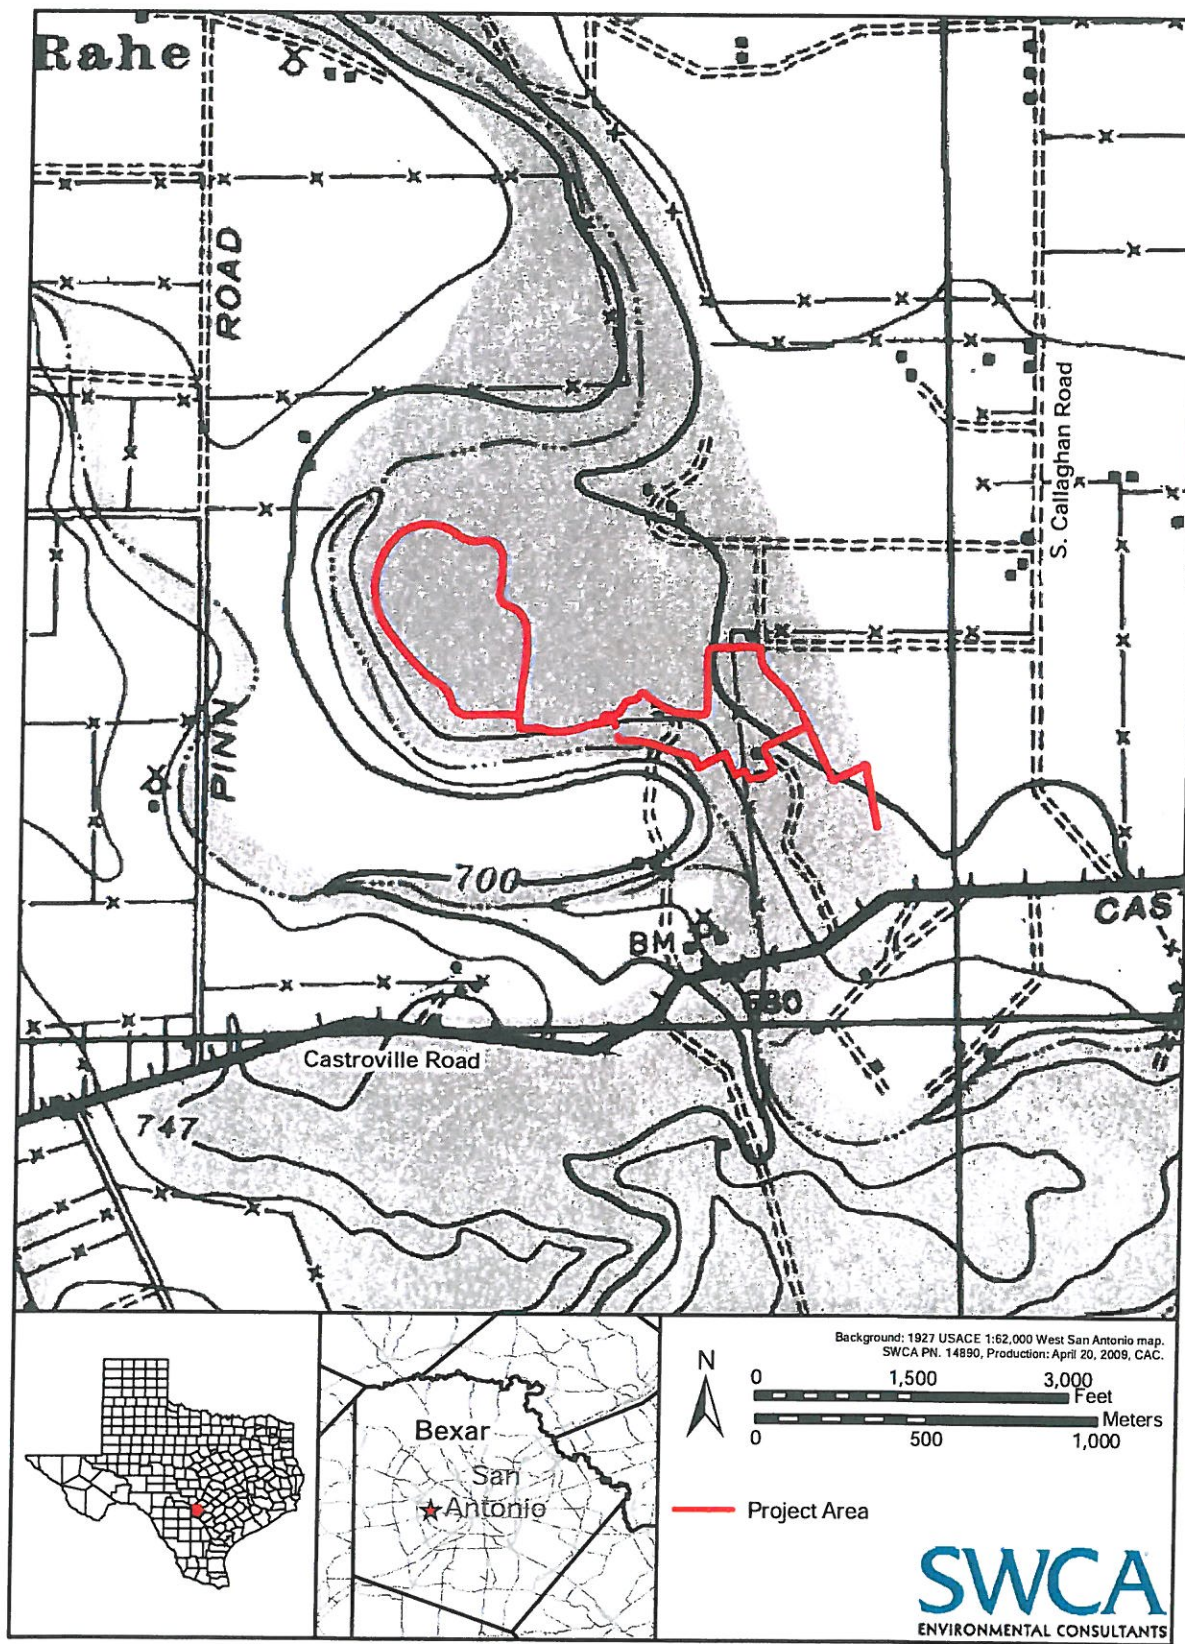 Rahe
ROAD
S. Callaghan Road
PINN
700
CAS
BM
680
Castroville Road
747
Background: 1927 USACE 1:62,000 West San Antonio map.
SWCA PN. 14890, Production: April 20, 2009, CAC.
N
0 1,500 3,000
Feet
Meters
0 500 1,000
Bexar
San
Antonio
Project Area
SWCA
ENVIRONMENTAL CONSULTANTS